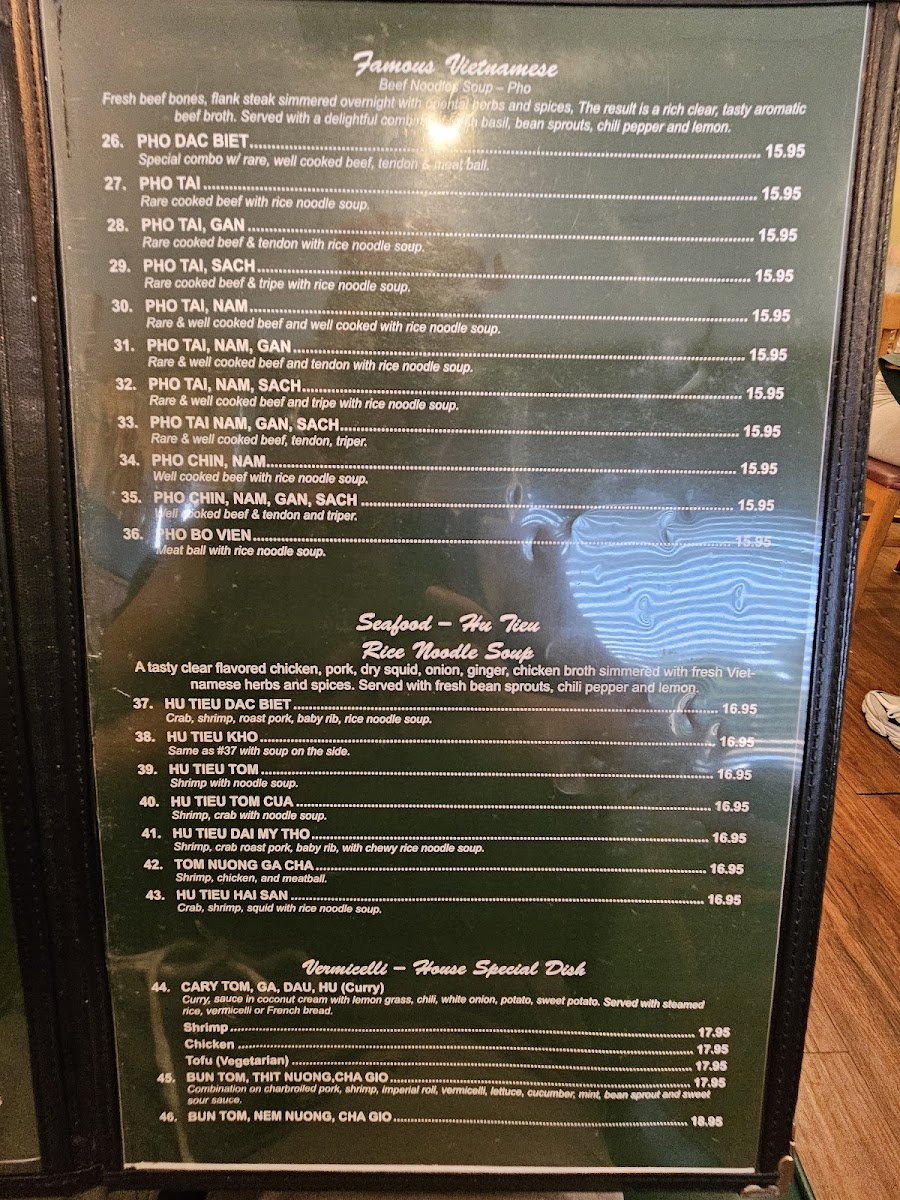 Famous Vietnamese
Beef Noodles Soup – Pho
Fresh beef bones, flank steak simmered overnight with oriental herbs and spices, The result is a rich clear, tasty aromatic
beef broth. Served with a delightful basil, bean sprouts, chili pepper and lemon.
26. PHO DAC BIET 15.95
Special combo w/ rare, well cooked beef, tendon & meat ball.
27. PHO TAI 15.95
Rare cooked beef with rice noodle soup.
28. PHO TAI, GAN 15.95
Rare cooked beef & tendon with rice noodle soup.
29. PHO TAI, SACH 15.95
Rare cooked beef & tripe with rice noodle soup.
30. PHO TAI, NAM 15.95
Rare & well cooked beef and well cooked with rice noodle soup.
31. PHO TAI, NAM, GAN 15.95
Rare & well cooked beef and tendon with rice noodle soup.
32. PHO TAI, NAM, SACH 15.95
Rare & well cooked beef and tripe with rice noodle soup.
33. PHO TAI NAM, GAN, SACH 15.95
Rare & well cooked beef, tendon, triper.
34. PHO CHIN, NAM 15.95
Well cooked beef with rice noodle soup.
35. PHO CHIN, NAM, GAN, SACH 15.95
Well cooked beef & tendon and triper.
36. PHO BO VIEN 15.95
Meat ball with rice noodle soup.
Seafood – Hu Tieu
Rice Noodle Soup
A tasty clear flavored chicken, pork, dry squid, onion, ginger, chicken broth simmered with fresh Viet-
namese herbs and spices. Served with fresh bean sprouts, chili pepper and lemon.
37. HU TIEU DAC BIET 16.95
Crab, shrimp, roast pork, baby rib, rice noodle soup.
38. HU TIEU KHO 16.95
Same as #37 with soup on the side.
39. HU TIEU TOM 16.95
Shrimp with noodle soup.
40. HU TIEU TOM CUA 16.95
Shrimp, crab with noodle soup.
41. HU TIEU DAI MY THO 16.95
Shrimp, crab roast pork, baby rib, with chewy rice noodle soup.
42. TOM NUONG GA CHA 16.95
Shrimp, chicken, and meatball.
43. HU TIEU HAI SAN 16.95
Crab, shrimp, squid with rice noodle soup.
Vermicelli – House Special Dish
44. CARY TOM, GA, DAU, HU (Curry)
Curry, sauce in coconut cream with lemon grass, chili, white onion, potato, sweet potato. Served with steamed
rice, vermicelli or French bread.
Shrimp 17.95
Chicken 17.95
Tofu (Vegetarian) 17.95
45. BUN TOM, THIT NUONG,CHA GIO 17.95
Combination on charbroiled pork, shrimp, imperial roll, vermicelli, lettuce, cucumber, mint, bean sprout and sweet
sour sauce.
46. BUN TOM, NEM NUONG, CHA GIO 18.95